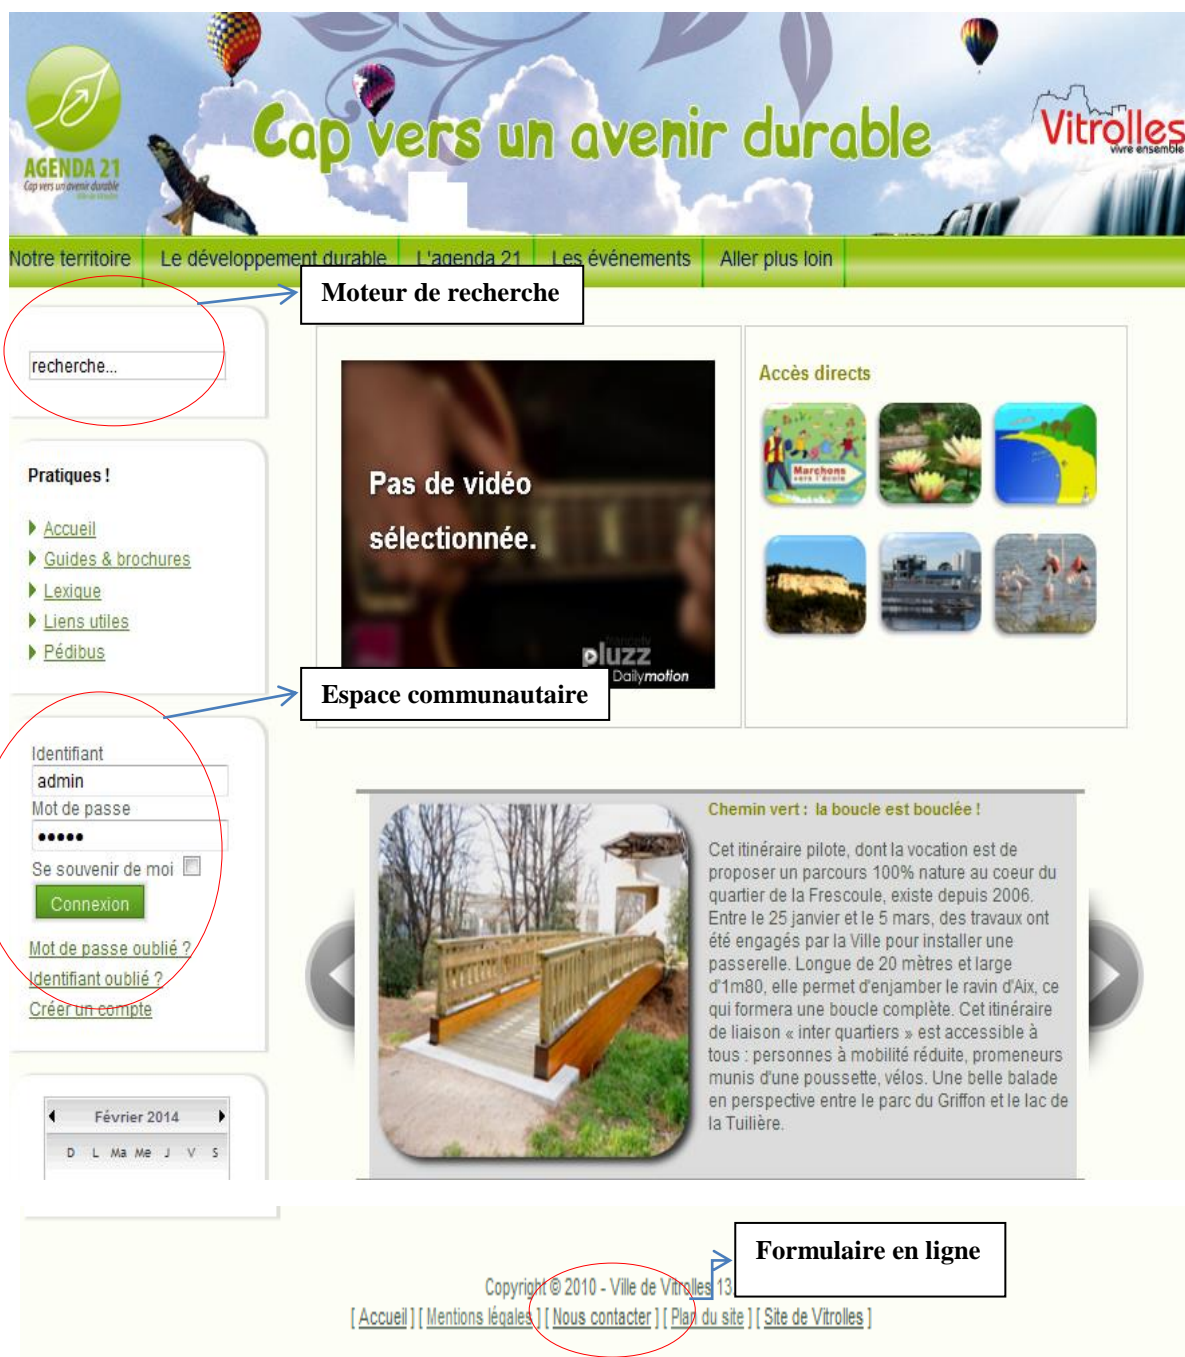 Cap vers un avenir durable
AGENDA 21
Cap vers un avenir durable
Vitrolles
vivre ensemble
Notre territoire
Le développement durable
L'agenda 21
Les événements
Aller plus loin
Moteur de recherche
recherche...
Accès directs
Marchons
vers l'école
Pas de vidéo
sélectionnée.
pluzz
Dailymotion
Pratiques !
Accueil
Guides & brochures
Lexique
Liens utiles
Pédibus
Espace communautaire
Identifiant
admin
Mot de passe
•••••
Se souvenir de moi
Connexion
Mot de passe oublié ?
Identifiant oublié ?
Créer un compte
Chemin vert : la boucle est bouclée !
Cet itinéraire pilote, dont la vocation est de
proposer un parcours 100% nature au coeur du
quartier de la Frescoule, existe depuis 2006.
Entre le 25 janvier et le 5 mars, des travaux ont
été engagés par la Ville pour installer une
passerelle. Longue de 20 mètres et large
d'1m80, elle permet d'enjamber le ravin d'Aix, ce
qui formera une boucle complète. Cet itinéraire
de liaison « inter quartiers » est accessible à
tous : personnes à mobilité réduite, promeneurs
munis d'une poussette, vélos. Une belle balade
en perspective entre le parc du Griffon et le lac de
la Tuilière.
Février 2014
D L Ma Me J V S
Formulaire en ligne
Copyright © 2010 - Ville de Vitrolles 13
[ Accueil ] [ Mentions légales ] [ Nous contacter ] [ Plan du site ] [ Site de Vitrolles ]